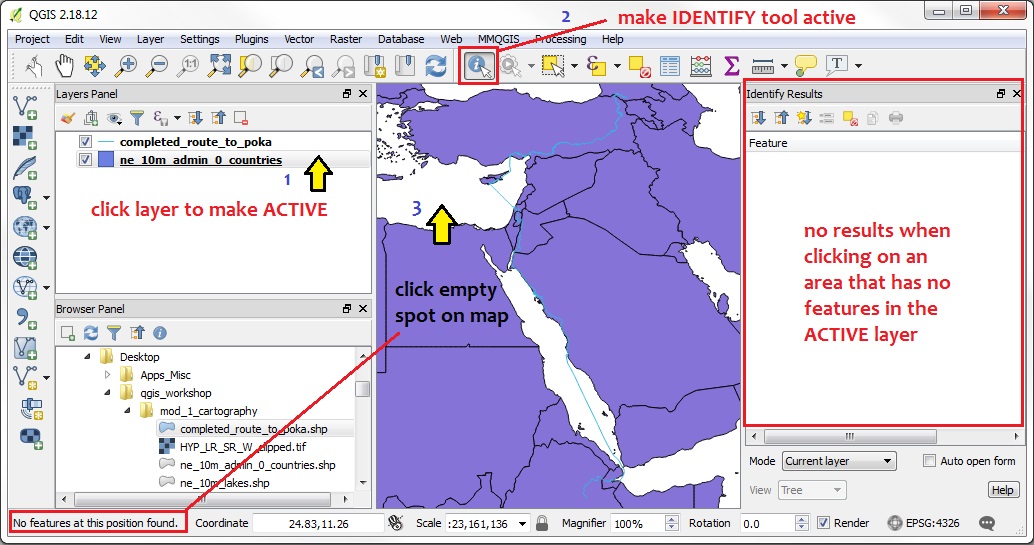 QGIS 2.18.12
2 make IDENTIFY tool active
Project Edit View Layer Settings Plugins Vector Raster Database Web MMQGIS Processing Help
Layers Panel
completed_route_to_poka
ne_10m_admin_0_countries
1
click layer to make ACTIVE
3
click empty
spot on map
Identify Results
Feature
no results when
clicking on an
area that has no
features in the
ACTIVE layer
Browser Panel
Desktop
Apps_Misc
qgis_workshop
mod_1_cartography
completed_route_to_poka.shp
HYP_LR_SR_W_clipped.tif
ne_10m_admin_0_countries.shp
ne_10m_lakes.shp
Mode Current layer Auto open form
View Tree Help
No features at this position found. Coordinate 24.83,11.26 Scale :23,161,136 Magnifier 100% Rotation 0.0 Render EPSG:4326